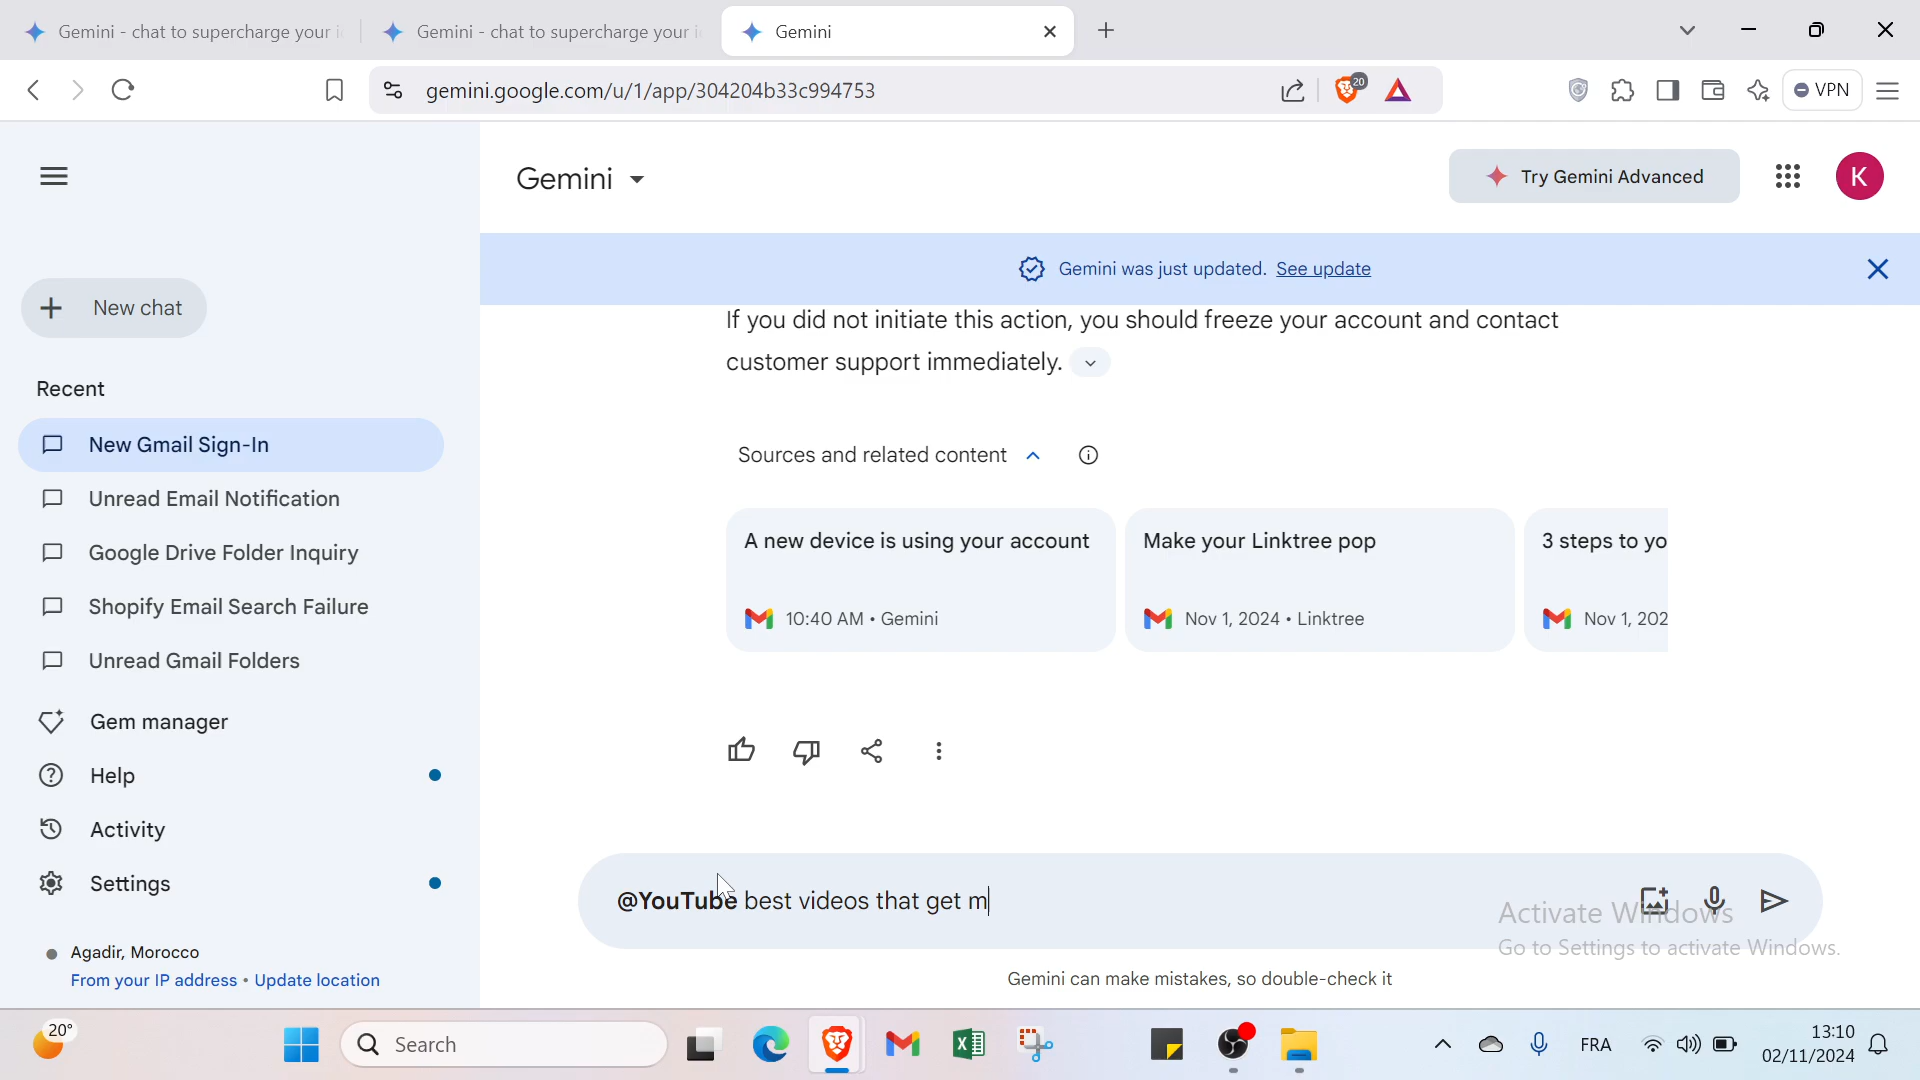 Gemini - chat to supercharge your i
Gemini - chat to supercharge your i
Gemini
gemini.google.com/u/1/app/304204b33c994753
20
VPN
Gemini
Try Gemini Advanced
K
Gemini was just updated. See update
New chat
Recent
New Gmail Sign-In
Unread Email Notification
Google Drive Folder Inquiry
Shopify Email Search Failure
Unread Gmail Folders
Gem manager
Help
Activity
Settings
Agadir, Morocco
From your IP address • Update location
If you did not initiate this action, you should freeze your account and contact
customer support immediately.
Sources and related content
A new device is using your account
10:40 AM • Gemini
Make your Linktree pop
Nov 1, 2024 • Linktree
3 steps to yo
Nov 1, 202
@YouTube best videos that get m
Activate Windows
Go to Settings to activate Windows.
Gemini can make mistakes, so double-check it
20°
Search
FRA
13:10
02/11/2024